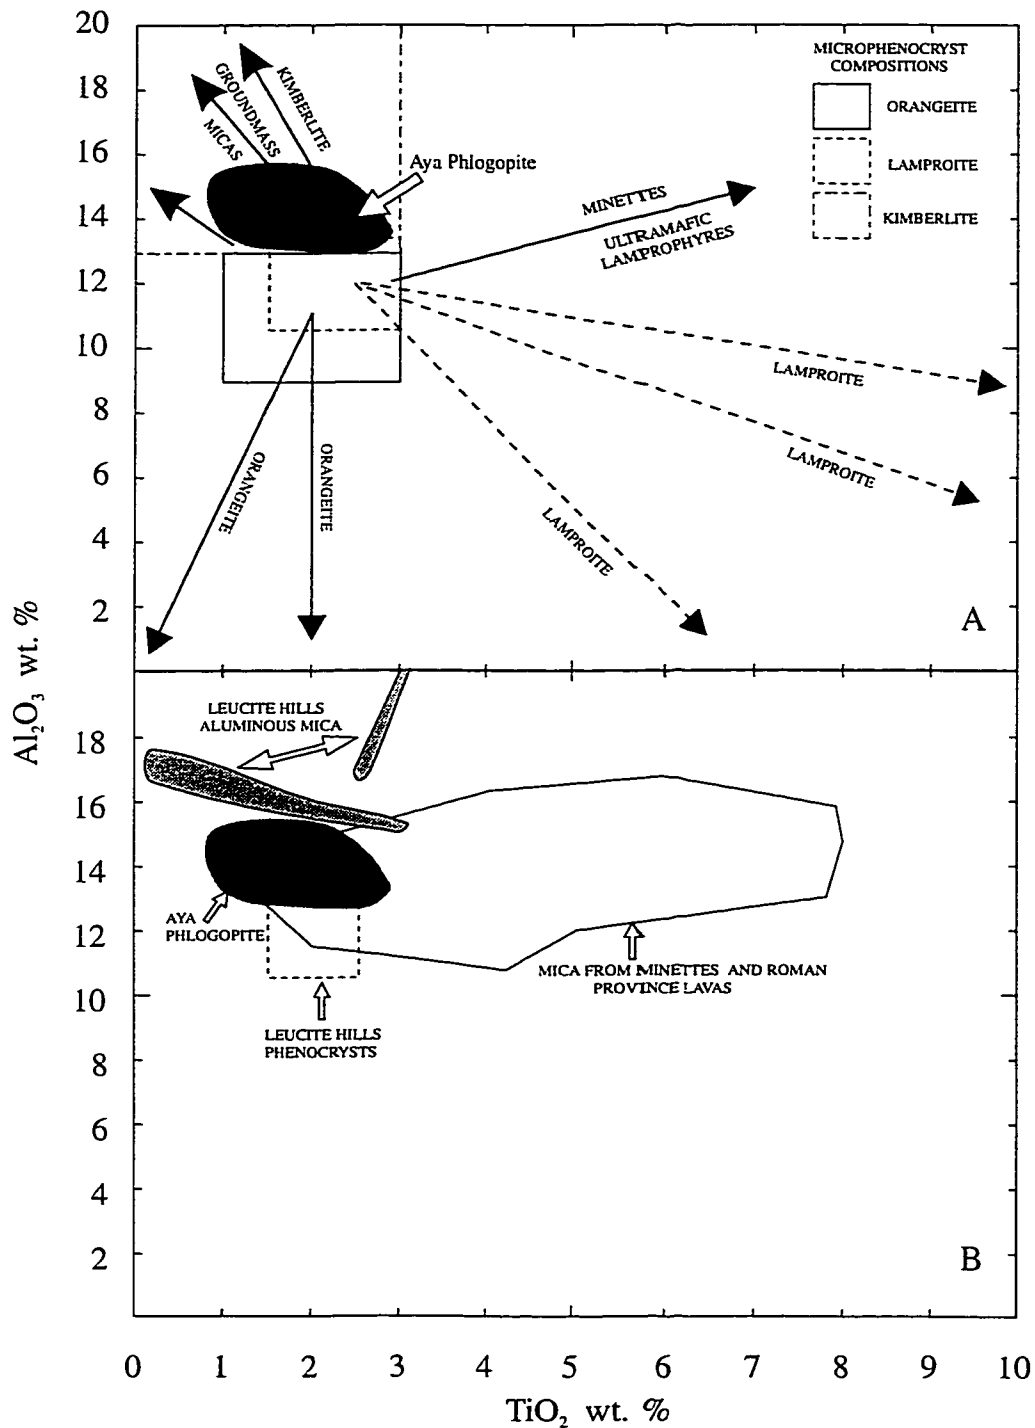 20
18
16
14
12
10
8
6
4
2
MICROPHENOCRYST
COMPOSITIONS
ORANGEITE
LAMPROITE
KIMBERLITE
KIMBERLITE
GROUNDMASS
MICAS
Aya Phlogopite
MINETTES
ULTRAMAFIC
LAMPROPHYRES
LAMPROITE
LAMPROITE
LAMPROITE
ORANGEITE
ORANGEITE
A
Al₂O₃ wt. %
18
16
14
12
10
8
6
4
2
LEUCITE HILLS
ALUMINOUS MICA
AYA
PHLOGOPITE
MICA FROM MINETTES AND ROMAN
PROVINCE LAVAS
LEUCITE HILLS
PHENOCRYSTS
B
0 1 2 3 4 5 6 7 8 9 10
TiO₂ wt. %